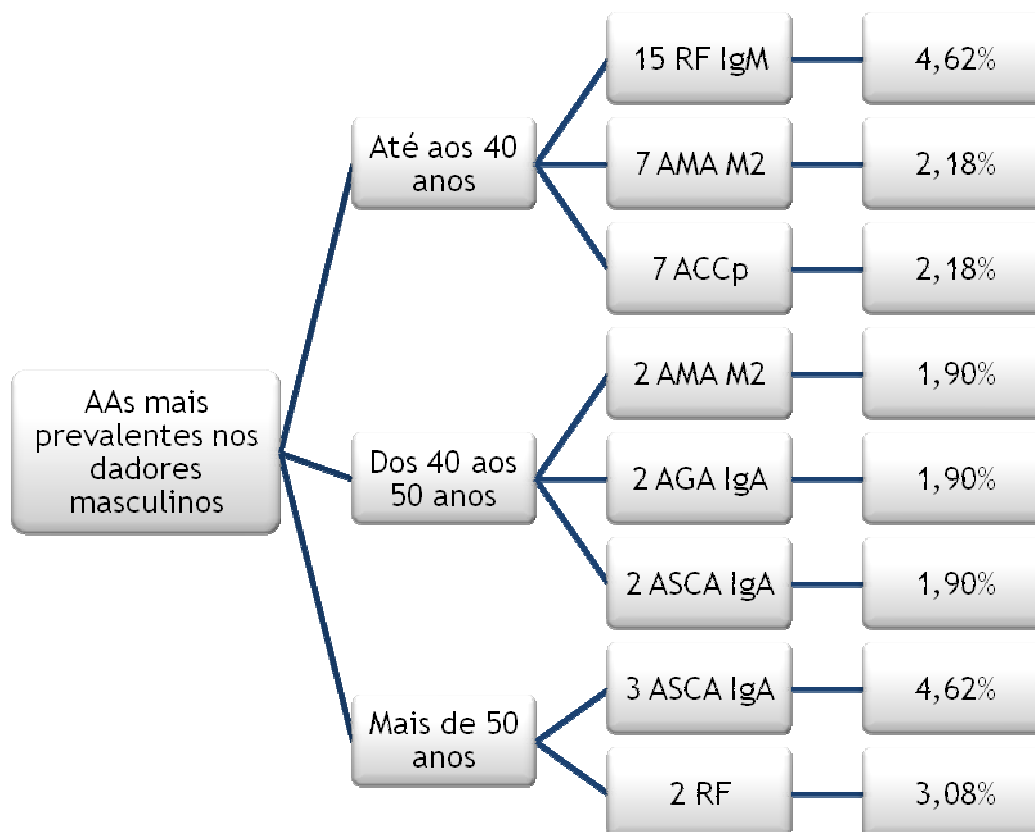 AAs mais
prevalentes nos
dadores
masculinos
Até aos 40
anos
15 RF IgM
4,62%
7 AMA M2
2,18%
7 ACCp
2,18%
Dos 40 aos
50 anos
2 AMA M2
1,90%
2 AGA IgA
1,90%
2 ASCA IgA
1,90%
Mais de 50
anos
3 ASCA IgA
4,62%
2 RF
3,08%